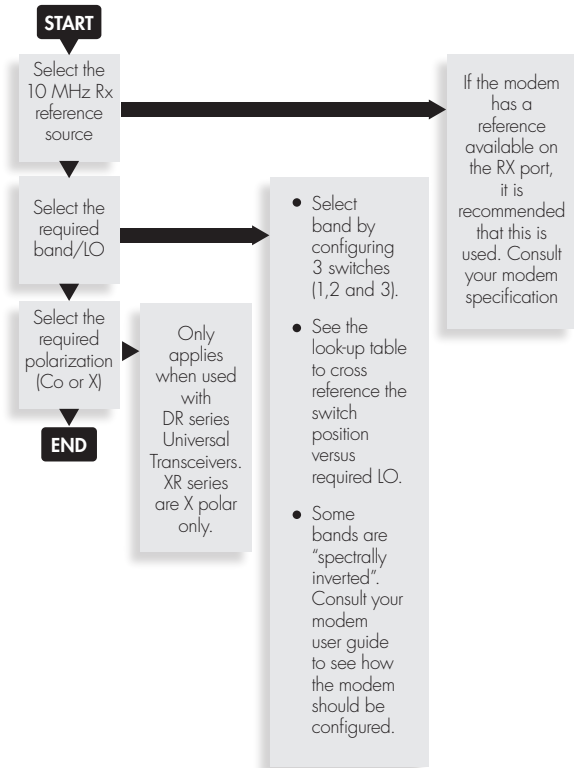 START
Select the
10 MHz Rx
reference
source
If the modem
has a
reference
available on
the RX port,
it is
recommended
that this is
used. Consult
your modem
specification
Select the
required
band/LO
• Select
band by
configuring
3 switches
(1,2 and 3).
• See the
look-up table
to cross
reference the
switch
position
versus
required LO.
• Some
bands are
“spectrally
inverted”.
Consult your
modem
user guide
to see how
the modem
should be
configured.
Select the
required
polarization
(Co or X)
Only
applies
when used
with
DR series
Universal
Transceivers.
XR series
are X polar
only.
END